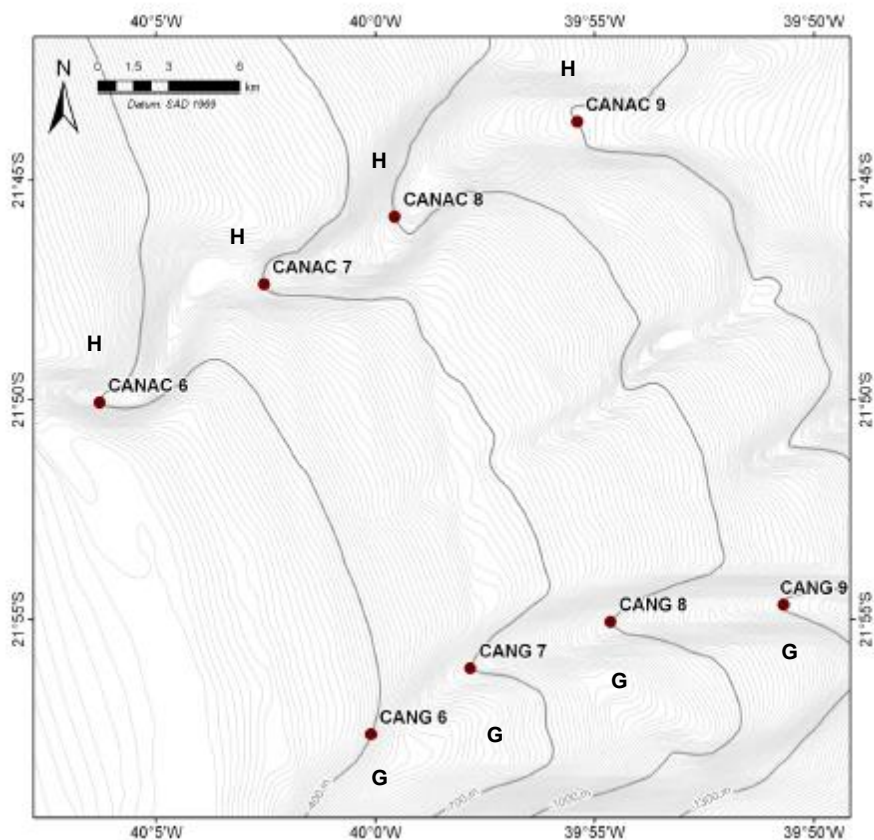 40°5'W 40°0'W 39°55'W 39°50'W
N
0 1.5 3 6
km
Datum: SAD 1969
H
CANAC 9
H
21°45'S 21°45'S
CANAC 8
H
CANAC 7
H
CANAC 6
21°50'S 21°50'S
CANG 9
CANG 8
21°55'S 21°55'S
CANG 7
G
G
CANG 6
G
G
400 m 700 m 1000 m 1300 m
40°5'W 40°0'W 39°55'W 39°50'W